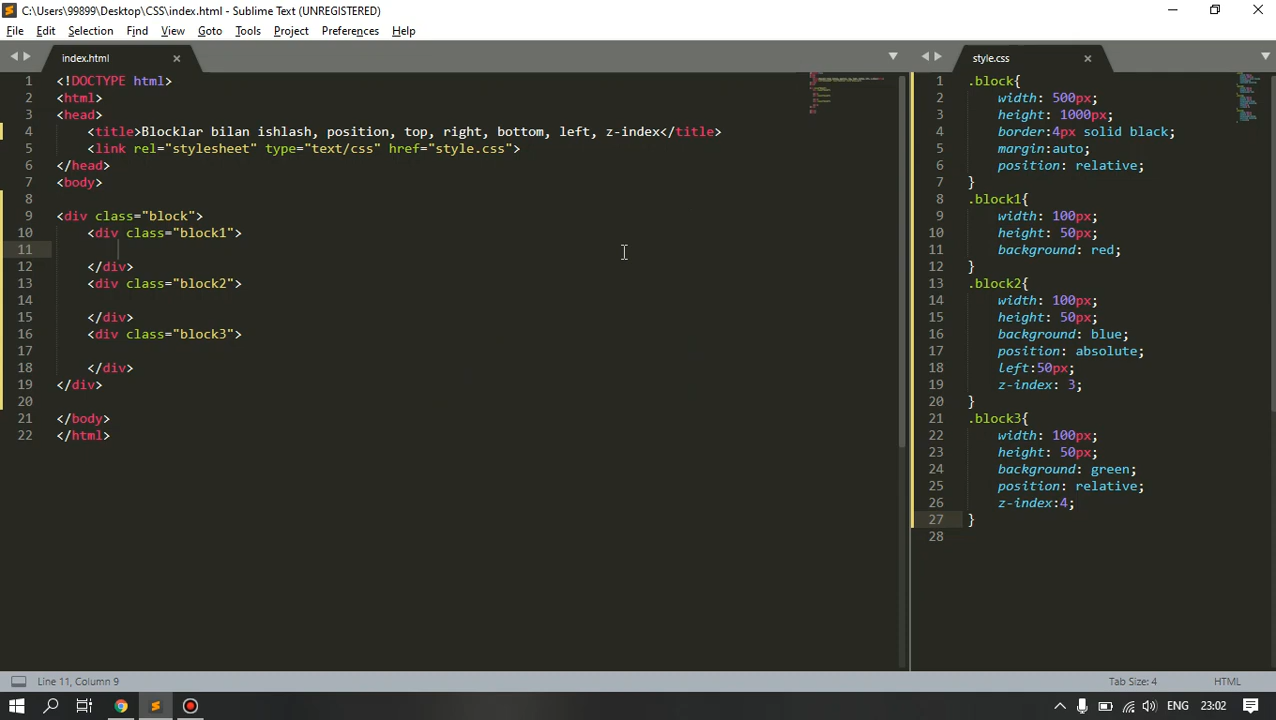 C:\Users\99899\Desktop\CSS\index.html - Sublime Text (UNREGISTERED)
File Edit Selection Find View Goto Tools Project Preferences Help
index.html
1 <!DOCTYPE html>
2 <html>
3 <head>
4 <title>Blocklar bilan ishlash, position, top, right, bottom, left, z-index</title>
5 <link rel="stylesheet" type="text/css" href="style.css">
6 </head>
7 <body>
8
9 <div class="block">
10 <div class="block1">
11
12 </div>
13 <div class="block2">
14
15 </div>
16 <div class="block3">
17
18 </div>
19 </div>
20
21 </body>
22 </html>
style.css
1 .block{
2 width: 500px;
3 height: 1000px;
4 border:4px solid black;
5 margin:auto;
6 position: relative;
7 }
8 .block1{
9 width: 100px;
10 height: 50px;
11 background: red;
12 }
13 .block2{
14 width: 100px;
15 height: 50px;
16 background: blue;
17 position: absolute;
18 left:50px;
19 z-index: 3;
20 }
21 .block3{
22 width: 100px;
23 height: 50px;
24 background: green;
25 position: relative;
26 z-index:4;
27 }
28
Line 11, Column 9 Tab Size: 4 HTML
ENG 23:02